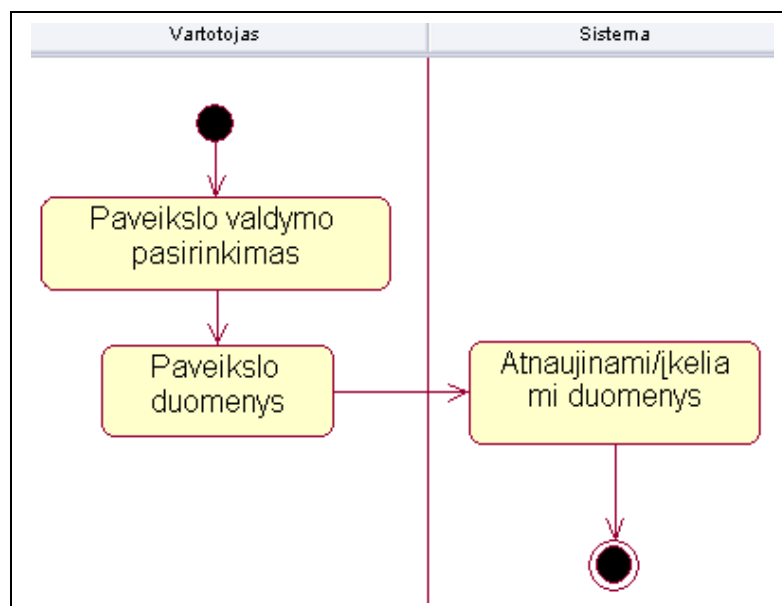 Vartotojas
Sistema
Paveikslo valdymo
pasirinkimas
Paveikslo
duomenys
Atnaujinami/įkelia
mi duomenys